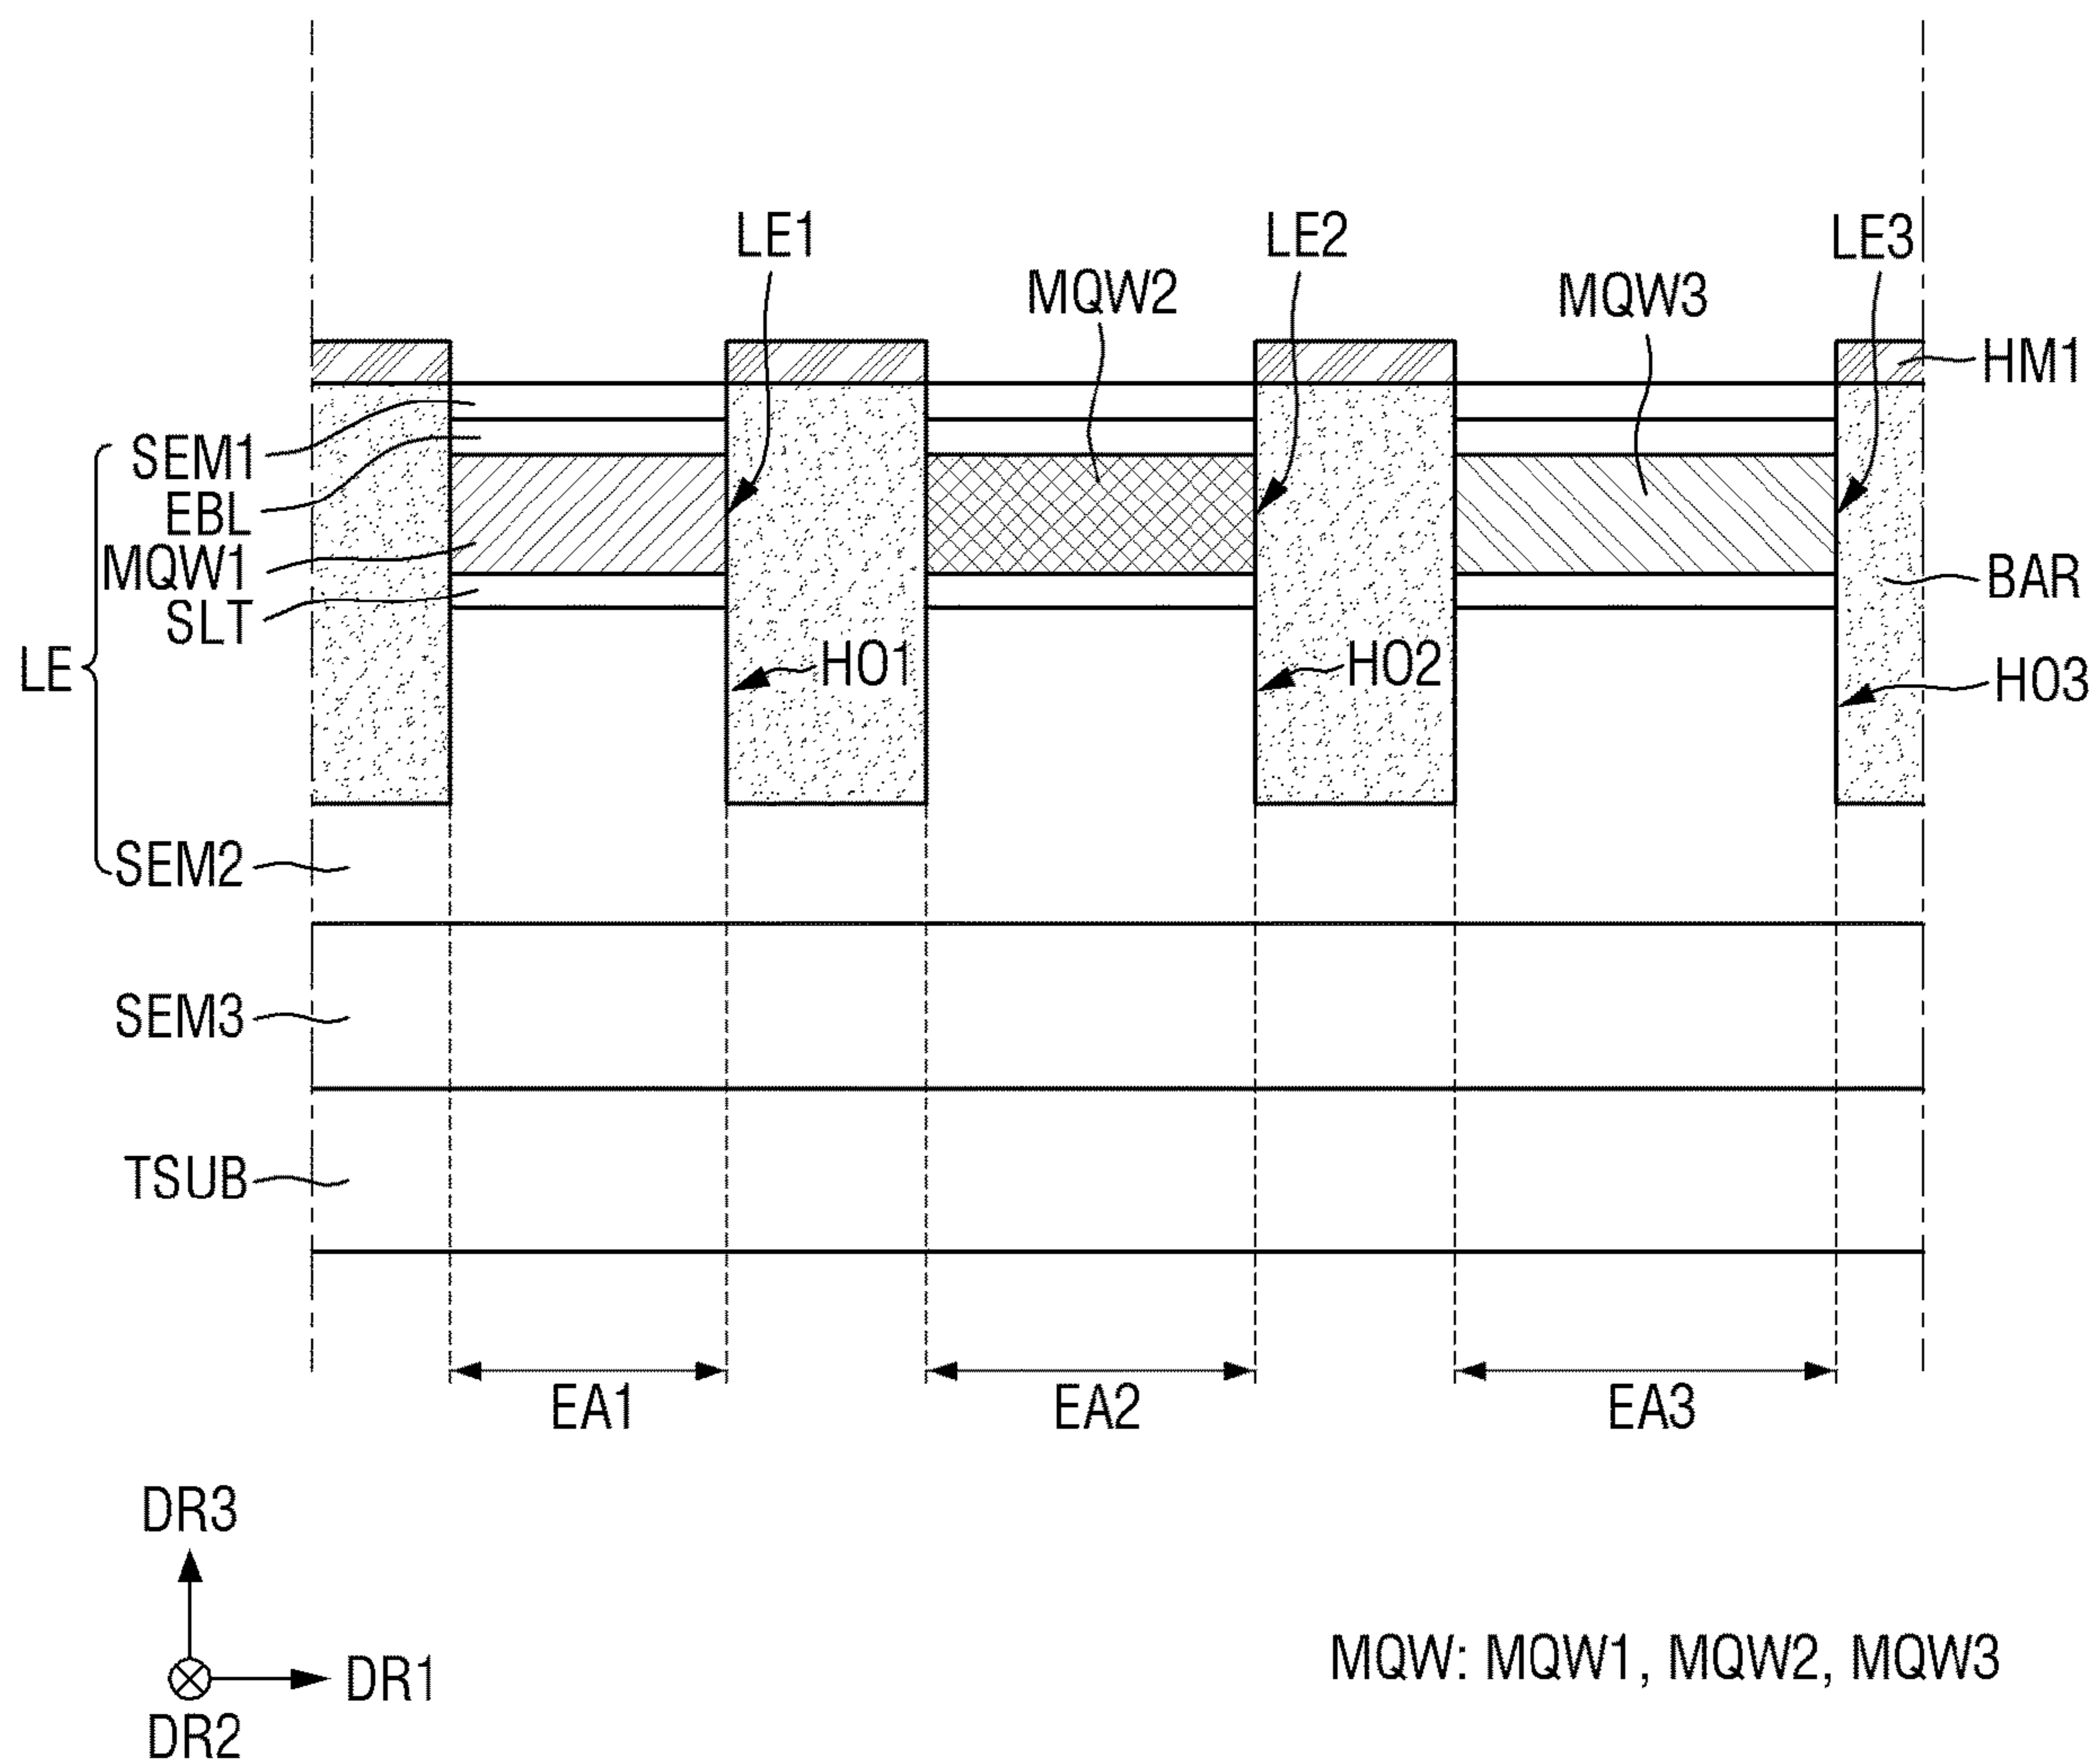 LE1
LE2
LE3
MQW2
MQW3
HM1
SEM1
EBL
MQW1
SLT
BAR
LE
HO1
HO2
HO3
SEM2
SEM3
TSUB
EA1
EA2
EA3
DR3
DR1
DR2
MQW: MQW1, MQW2, MQW3